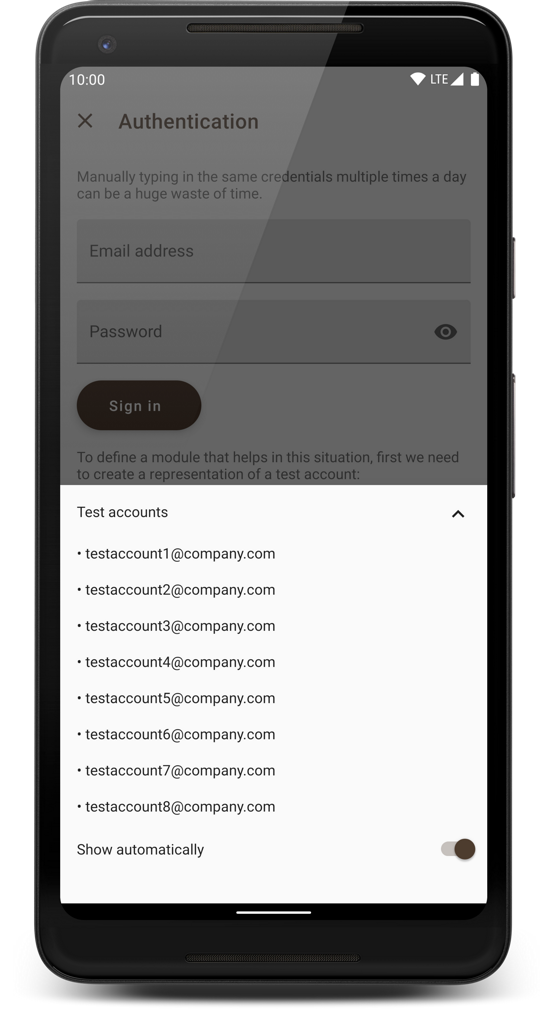 10:00 LTE
Authentication
Manually typing in the same credentials multiple times a day
can be a huge waste of time.
Email address
Password
Sign in
To define a module that helps in this situation, first we need
to create a representation of a test account:
Test accounts
• testaccount1@company.com
• testaccount2@company.com
• testaccount3@company.com
• testaccount4@company.com
• testaccount5@company.com
• testaccount6@company.com
• testaccount7@company.com
• testaccount8@company.com
Show automatically